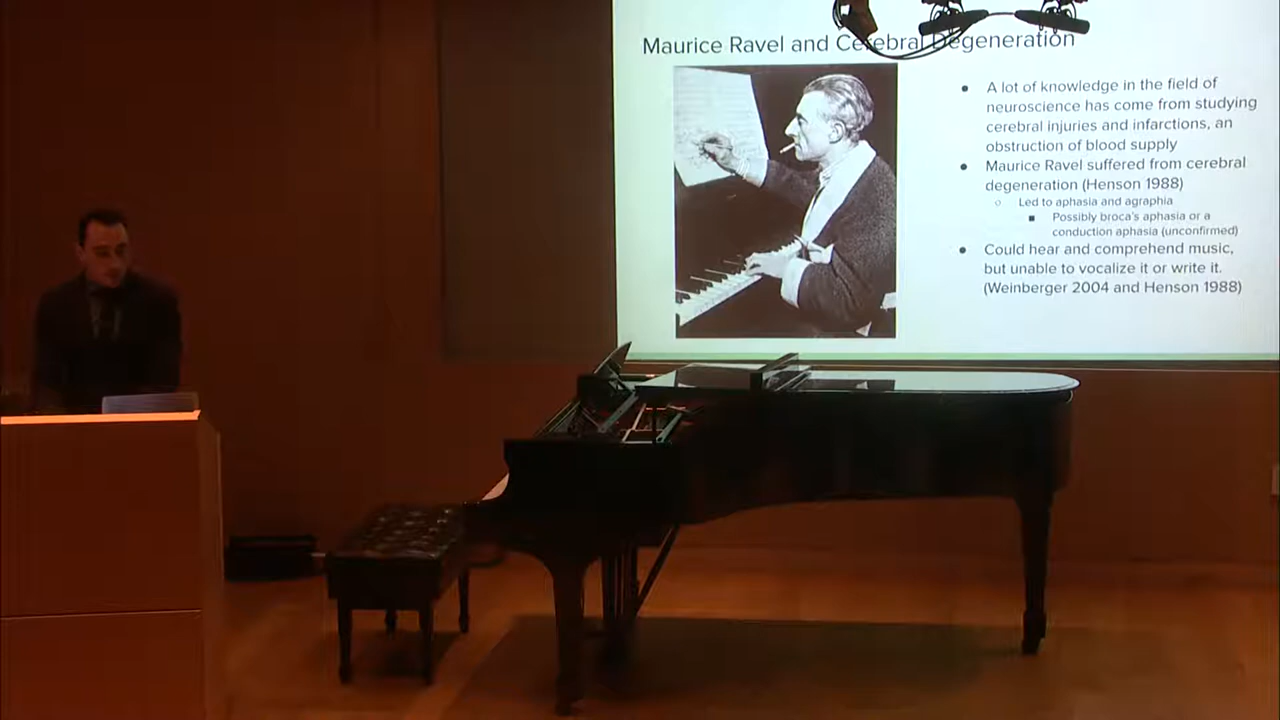 Maurice Ravel and Cerebral Degeneration
A lot of knowledge in the field of
neuroscience has come from studying
cerebral injuries and infarctions, an
obstruction of blood supply
Maurice Ravel suffered from cerebral
degeneration (Henson 1988)
Led to aphasia and agraphia
Possibly broca's aphasia or a
conduction aphasia (unconfirmed)
Could hear and comprehend music,
but unable to vocalize it or write it.
(Weinberger 2004 and Henson 1988)